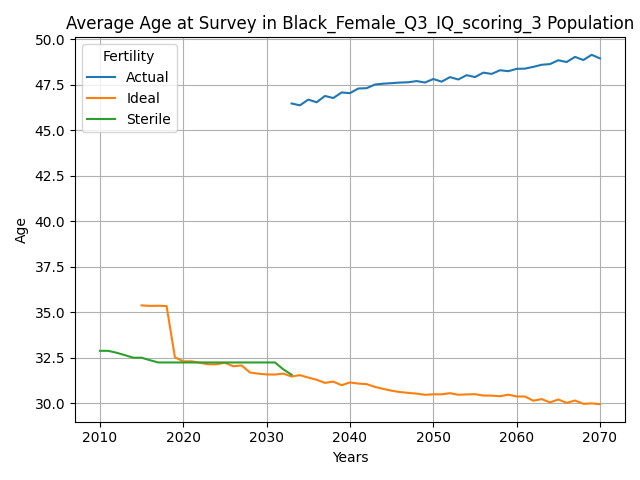 Average Age at Survey in Black_Female_Q3_IQ_scoring_3 Population
50.0
47.5
45.0
42.5
40.0
37.5
35.0
32.5
30.0
Age
Fertility
Actual
Ideal
Sterile
2010 2020 2030 2040 2050 2060 2070
Years